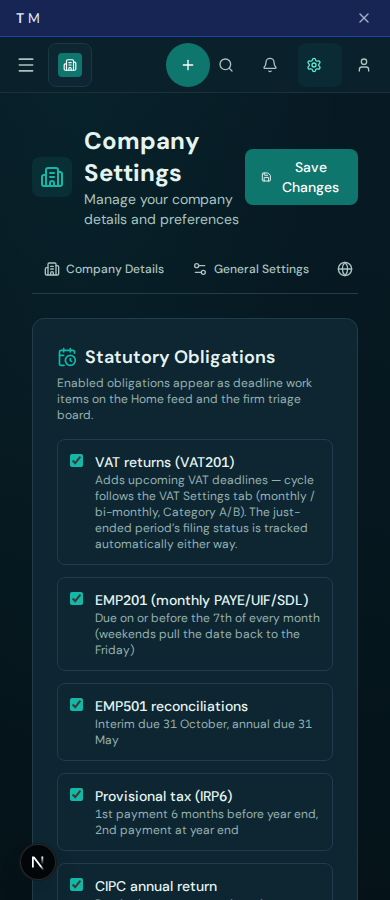 T M
Company
Settings
Manage your company
details and preferences
Save
Changes
Company Details
General Settings
Statutory Obligations
Enabled obligations appear as deadline work
items on the Home feed and the firm triage
board.
VAT returns (VAT201)
Adds upcoming VAT deadlines — cycle
follows the VAT Settings tab (monthly /
bi-monthly, Category A/B). The just-
ended period's filing status is tracked
automatically either way.
EMP201 (monthly PAYE/UIF/SDL)
Due on or before the 7th of every month
(weekends pull the date back to the
Friday)
EMP501 reconciliations
Interim due 31 October, annual due 31
May
Provisional tax (IRP6)
1st payment 6 months before year end,
2nd payment at year end
N
CIPC annual return